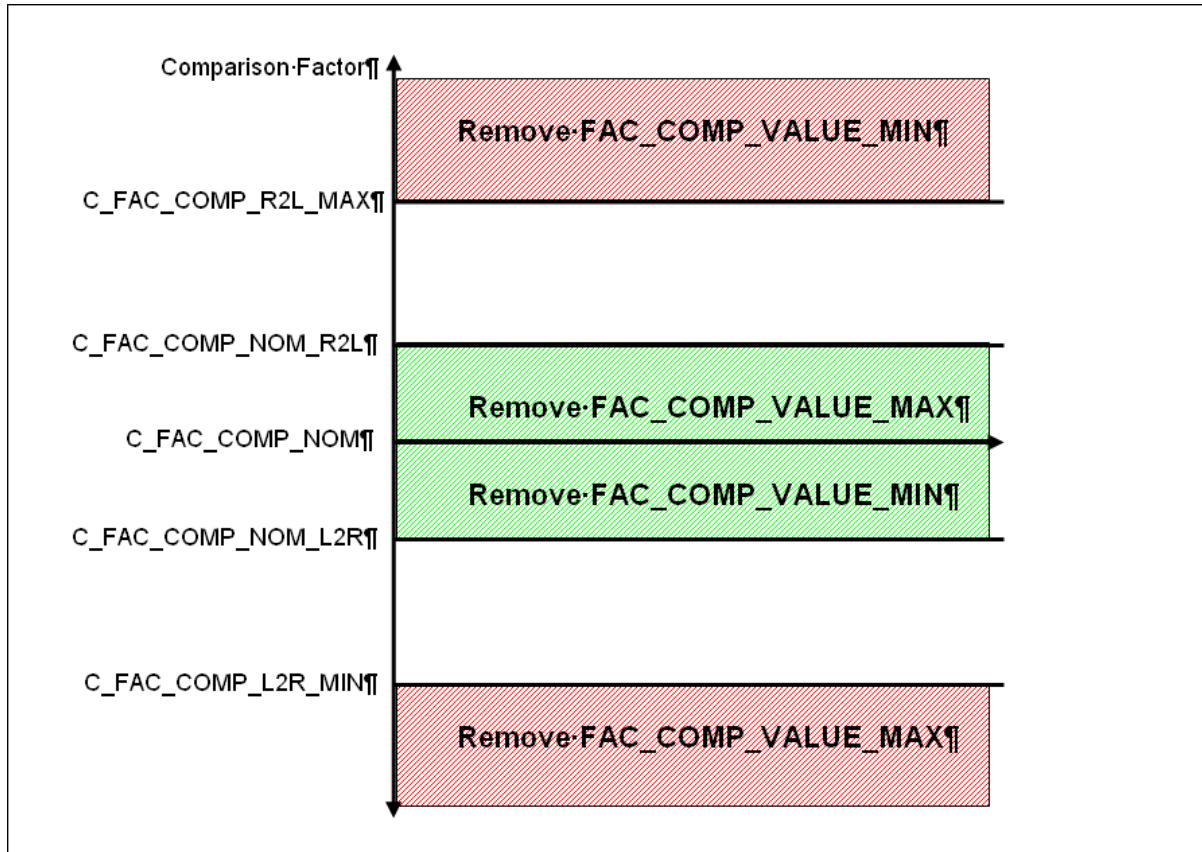 Comparison·Factor¶
Remove·FAC_COMP_VALUE_MIN¶
C_FAC_COMP_R2L_MAX¶
C_FAC_COMP_NOM_R2L¶
Remove·FAC_COMP_VALUE_MAX¶
C_FAC_COMP_NOM¶
Remove·FAC_COMP_VALUE_MIN¶
C_FAC_COMP_NOM_L2R¶
C_FAC_COMP_L2R_MIN¶
Remove·FAC_COMP_VALUE_MAX¶